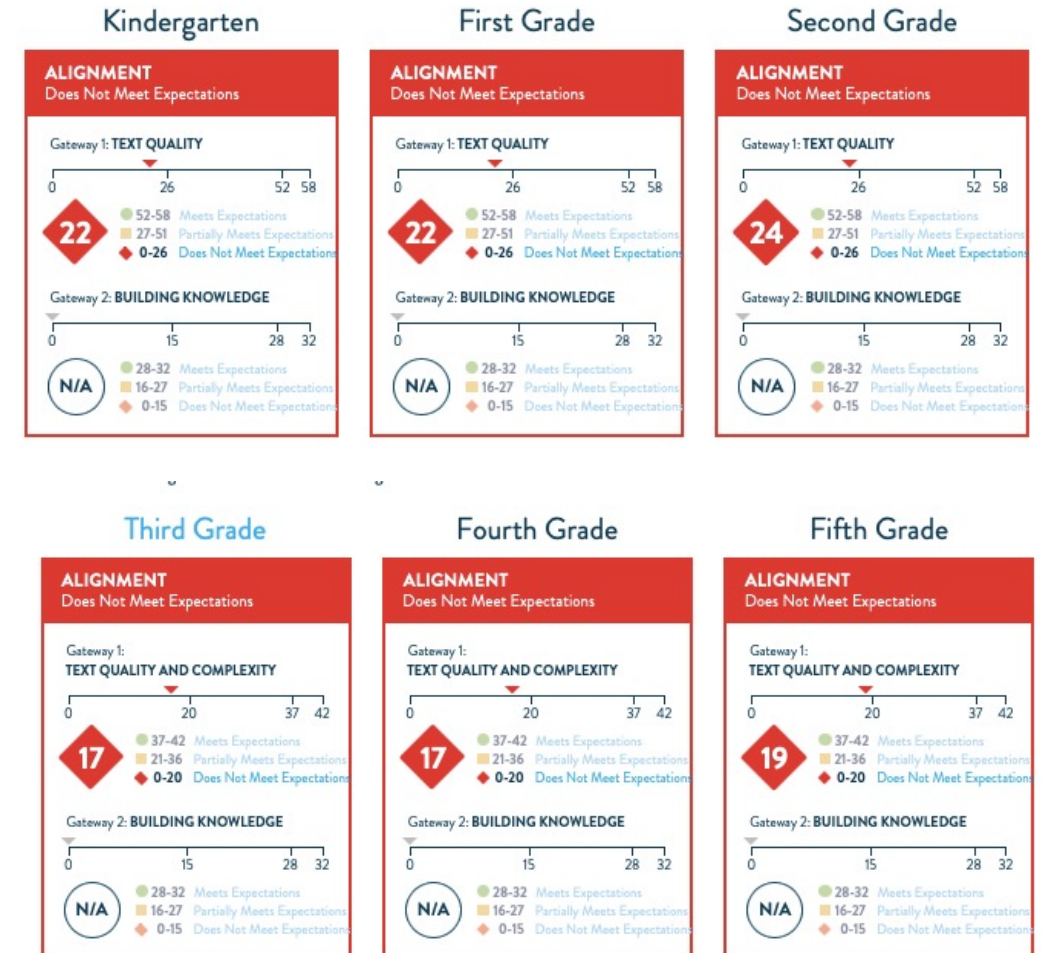 Kindergarten
ALIGNMENT
Does Not Meet Expectations
Gateway 1: TEXT QUALITY
0 26 52 58
22
52-58 Meets Expectations
27-51 Partially Meets Expectations
0-26 Does Not Meet Expectations
Gateway 2: BUILDING KNOWLEDGE
0 15 28 32
N/A
28-32 Meets Expectations
16-27 Partially Meets Expectations
0-15 Does Not Meet Expectations
First Grade
ALIGNMENT
Does Not Meet Expectations
Gateway 1: TEXT QUALITY
0 26 52 58
22
52-58 Meets Expectations
27-51 Partially Meets Expectations
0-26 Does Not Meet Expectations
Gateway 2: BUILDING KNOWLEDGE
0 15 28 32
N/A
28-32 Meets Expectations
16-27 Partially Meets Expectations
0-15 Does Not Meet Expectations
Second Grade
ALIGNMENT
Does Not Meet Expectations
Gateway 1: TEXT QUALITY
0 26 52 58
24
52-58 Meets Expectations
27-51 Partially Meets Expectations
0-26 Does Not Meet Expectations
Gateway 2: BUILDING KNOWLEDGE
0 15 28 32
N/A
28-32 Meets Expectations
16-27 Partially Meets Expectations
0-15 Does Not Meet Expectations
Third Grade
ALIGNMENT
Does Not Meet Expectations
Gateway 1:
TEXT QUALITY AND COMPLEXITY
0 20 37 42
17
37-42 Meets Expectations
21-36 Partially Meets Expectations
0-20 Does Not Meet Expectations
Gateway 2: BUILDING KNOWLEDGE
0 15 28 32
N/A
28-32 Meets Expectations
16-27 Partially Meets Expectations
0-15 Does Not Meet Expectations
Fourth Grade
ALIGNMENT
Does Not Meet Expectations
Gateway 1:
TEXT QUALITY AND COMPLEXITY
0 20 37 42
17
37-42 Meets Expectations
21-36 Partially Meets Expectations
0-20 Does Not Meet Expectations
Gateway 2: BUILDING KNOWLEDGE
0 15 28 32
N/A
28-32 Meets Expectations
16-27 Partially Meets Expectations
0-15 Does Not Meet Expectations
Fifth Grade
ALIGNMENT
Does Not Meet Expectations
Gateway 1:
TEXT QUALITY AND COMPLEXITY
0 20 37 42
19
37-42 Meets Expectations
21-36 Partially Meets Expectations
0-20 Does Not Meet Expectations
Gateway 2: BUILDING KNOWLEDGE
0 15 28 32
N/A
28-32 Meets Expectations
16-27 Partially Meets Expectations
0-15 Does Not Meet Expectations